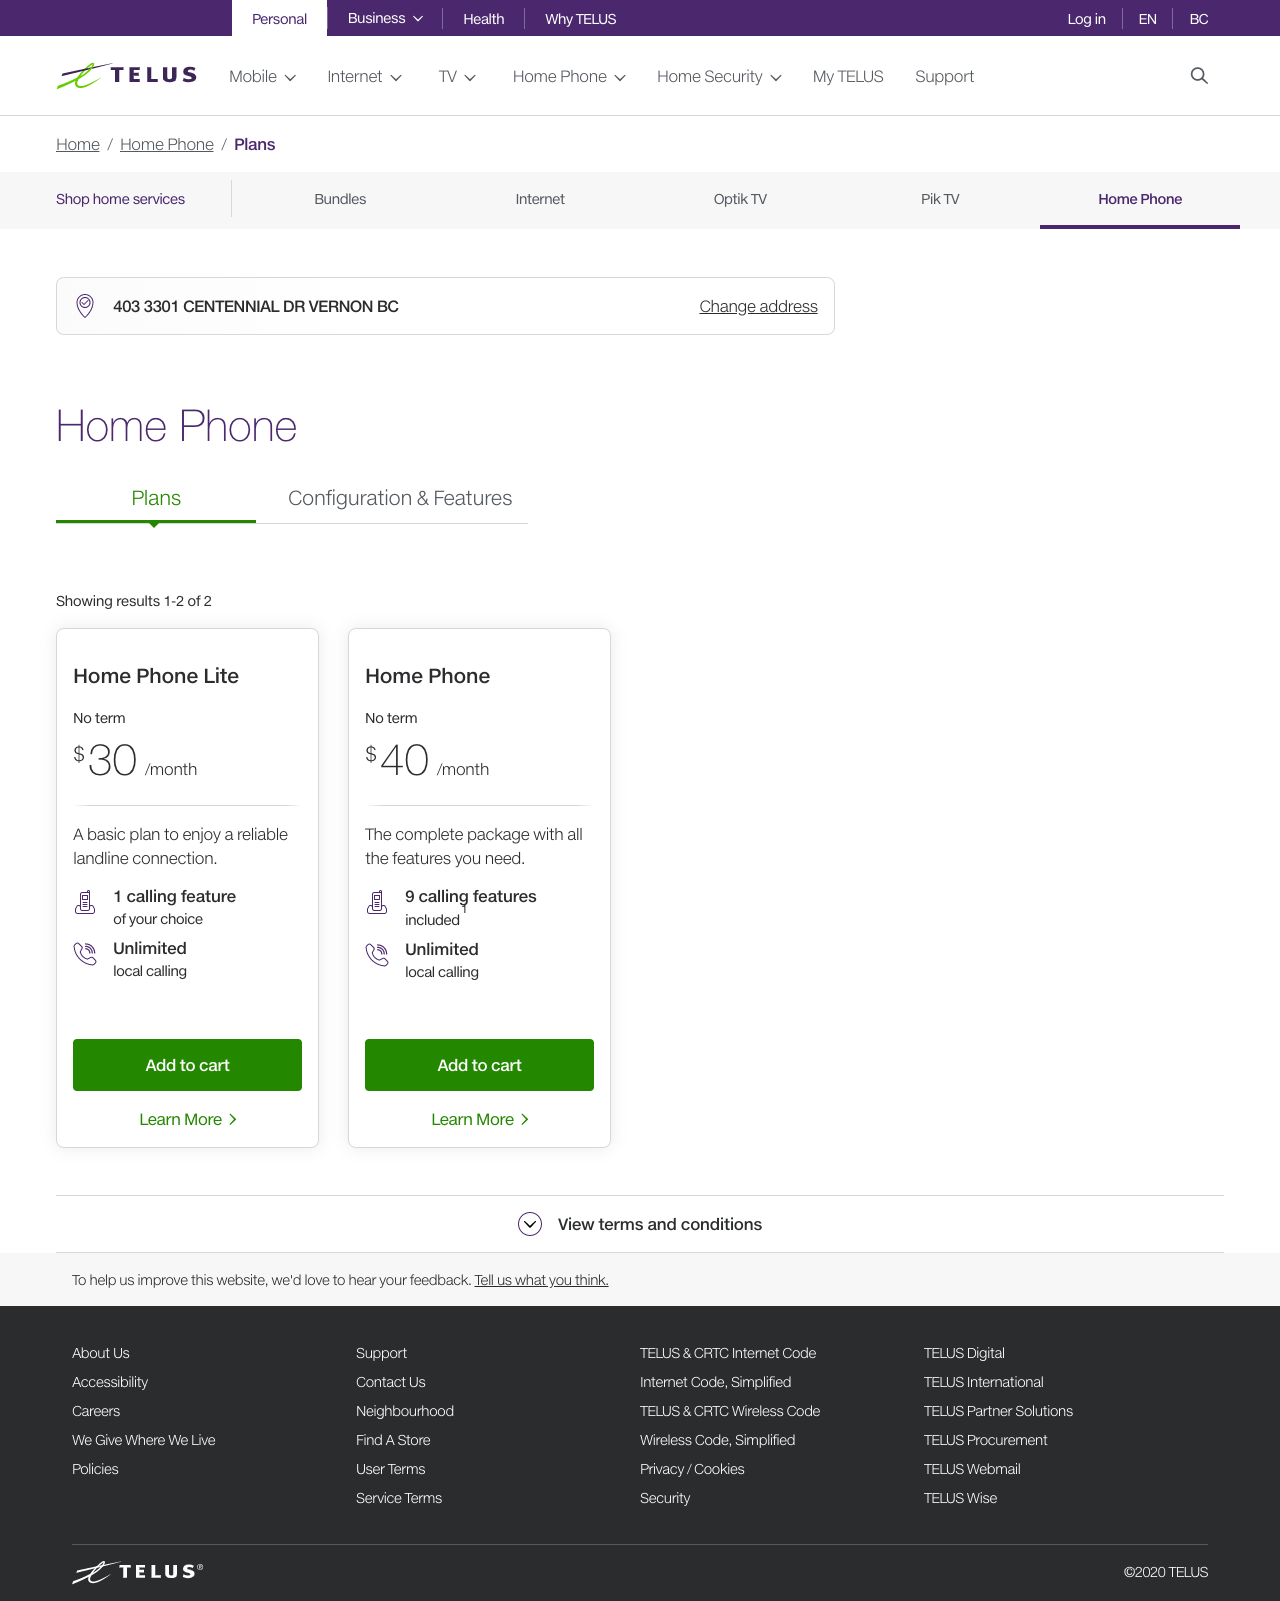 Personal
Business
Health
Why TELUS
Log in
EN
BC
TELUS
Mobile
Internet
TV
Home Phone
Home Security
My TELUS
Support
Home / Home Phone / Plans
Shop home services
Bundles
Internet
Optik TV
Pik TV
Home Phone
403 3301 CENTENNIAL DR VERNON BC
Change address
Home Phone
Plans
Configuration & Features
Showing results 1-2 of 2
Home Phone Lite
No term
$30 /month
A basic plan to enjoy a reliable
landline connection.
1 calling feature
of your choice
Unlimited
local calling
Add to cart
Learn More
Home Phone
No term
$40 /month
The complete package with all
the features you need.
9 calling features
included1
Unlimited
local calling
Add to cart
Learn More
View terms and conditions
To help us improve this website, we'd love to hear your feedback. Tell us what you think.
About Us
Accessibility
Careers
We Give Where We Live
Policies
Support
Contact Us
Neighbourhood
Find A Store
User Terms
Service Terms
TELUS & CRTC Internet Code
Internet Code, Simplified
TELUS & CRTC Wireless Code
Wireless Code, Simplified
Privacy / Cookies
Security
TELUS Digital
TELUS International
TELUS Partner Solutions
TELUS Procurement
TELUS Webmail
TELUS Wise
TELUS®
©2020 TELUS